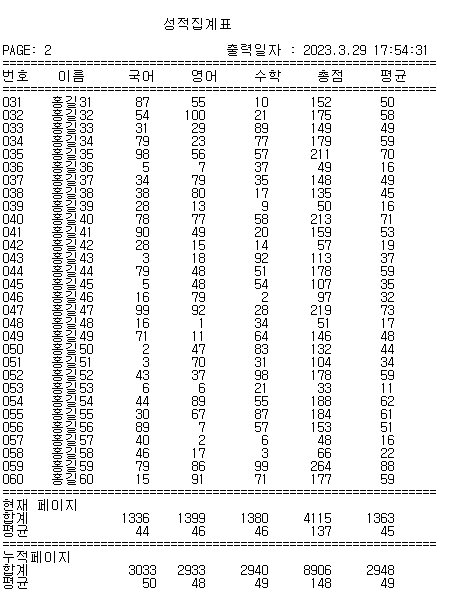 성적집계표
PAGE: 2 출력일자 : 2023.3.29 17:54:31
================================================================
번호 이름 국어 영어 수학 총점 평균
================================================================
031 홍길31 87 55 10 152 50
032 홍길32 54 100 21 175 58
033 홍길33 31 29 89 149 49
034 홍길34 79 23 77 179 59
035 홍길35 98 56 57 211 70
036 홍길36 5 7 37 49 16
037 홍길37 34 79 35 148 49
038 홍길38 38 80 17 135 45
039 홍길39 28 13 9 50 16
040 홍길40 78 77 58 213 71
041 홍길41 90 49 20 159 53
042 홍길42 28 15 14 57 19
043 홍길43 3 18 92 113 37
044 홍길44 79 48 51 178 59
045 홍길45 5 48 54 107 35
046 홍길46 16 79 2 97 32
047 홍길47 99 92 28 219 73
048 홍길48 16 1 34 51 17
049 홍길49 71 11 64 146 48
050 홍길50 2 47 83 132 44
051 홍길51 3 70 31 104 34
052 홍길52 43 37 98 178 59
053 홍길53 6 6 21 33 11
054 홍길54 44 89 55 188 62
055 홍길55 30 67 87 184 61
056 홍길56 89 7 57 153 51
057 홍길57 40 2 6 48 16
058 홍길58 46 17 3 66 22
059 홍길59 79 86 99 264 88
060 홍길60 15 91 71 177 59
================================================================
현재 페이지
합계 1336 1399 1380 4115 1363
평균 44 46 46 137 45
================================================================
누적페이지
합계 3033 2933 2940 8906 2948
평균 50 48 49 148 49